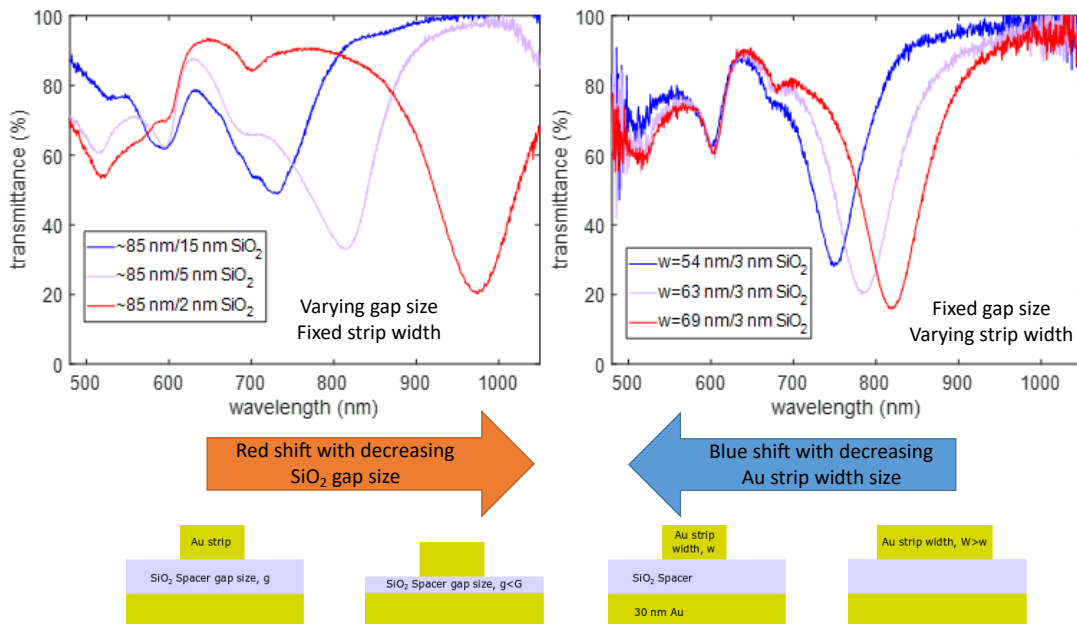 100
80
60
40
20
0
transmittance (%)
~85 nm/15 nm SiO₂
~85 nm/5 nm SiO₂
~85 nm/2 nm SiO₂
Varying gap size
Fixed strip width
500 600 700 800 900 1000
wavelength (nm)
100
80
60
40
20
0
transmittance (%)
w=54 nm/3 nm SiO₂
w=63 nm/3 nm SiO₂
w=69 nm/3 nm SiO₂
Fixed gap size
Varying strip width
500 600 700 800 900 1000
wavelength (nm)
Red shift with decreasing
SiO₂ gap size
Blue shift with decreasing
Au strip width size
Au strip
SiO₂ Spacer gap size, g
SiO₂ Spacer gap size, g<G
Au strip
width, w
SiO₂ Spacer
30 nm Au
Au strip width, W>w